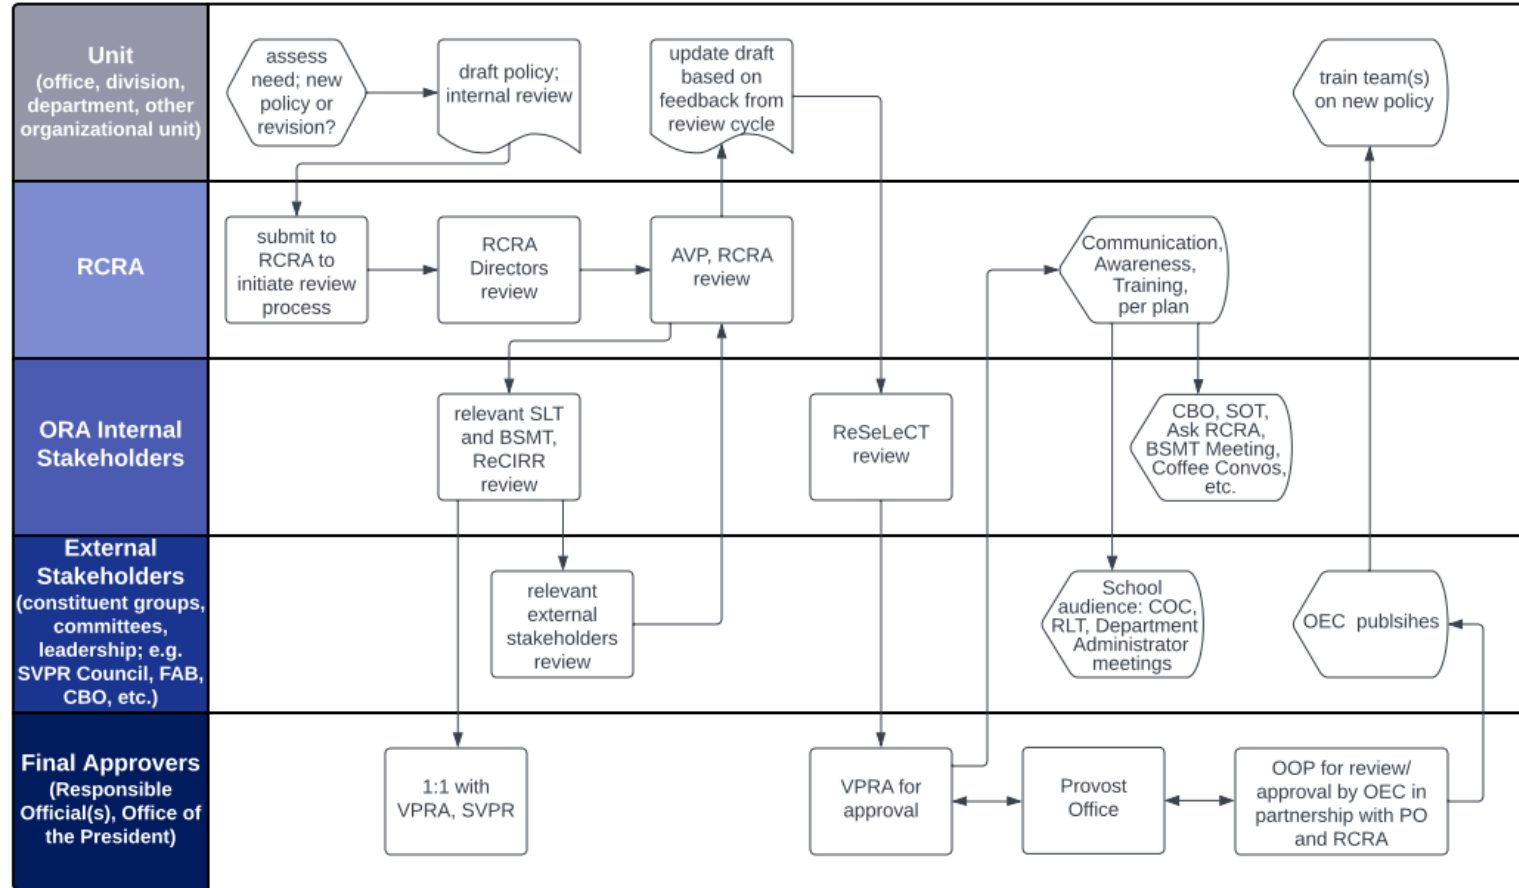 Unit
(office, division,
department, other
organizational unit)
assess
need; new
policy or
revision?
draft policy;
internal review
update draft
based on
feedback from
review cycle
train team(s)
on new policy
RCRA
submit to
RCRA to
initiate review
process
RCRA
Directors
review
AVP, RCRA
review
Communication,
Awareness,
Training,
per plan
ORA Internal
Stakeholders
relevant SLT
and BSMT,
ReCIRR
review
ReSeLeCT
review
CBO, SOT,
Ask RCRA,
BSMT Meeting,
Coffee Convos,
etc.
External
Stakeholders
(constituent groups,
committees,
leadership; e.g.
SVPR Council, FAB,
CBO, etc.)
relevant
external
stakeholders
review
School
audience: COC,
RLT, Department
Administrator
meetings
OEC publsihes
Final Approvers
(Responsible
Official(s), Office of
the President)
1:1 with
VPRA, SVPR
VPRA for
approval
Provost
Office
OOP for review/
approval by OEC in
partnership with PO
and RCRA